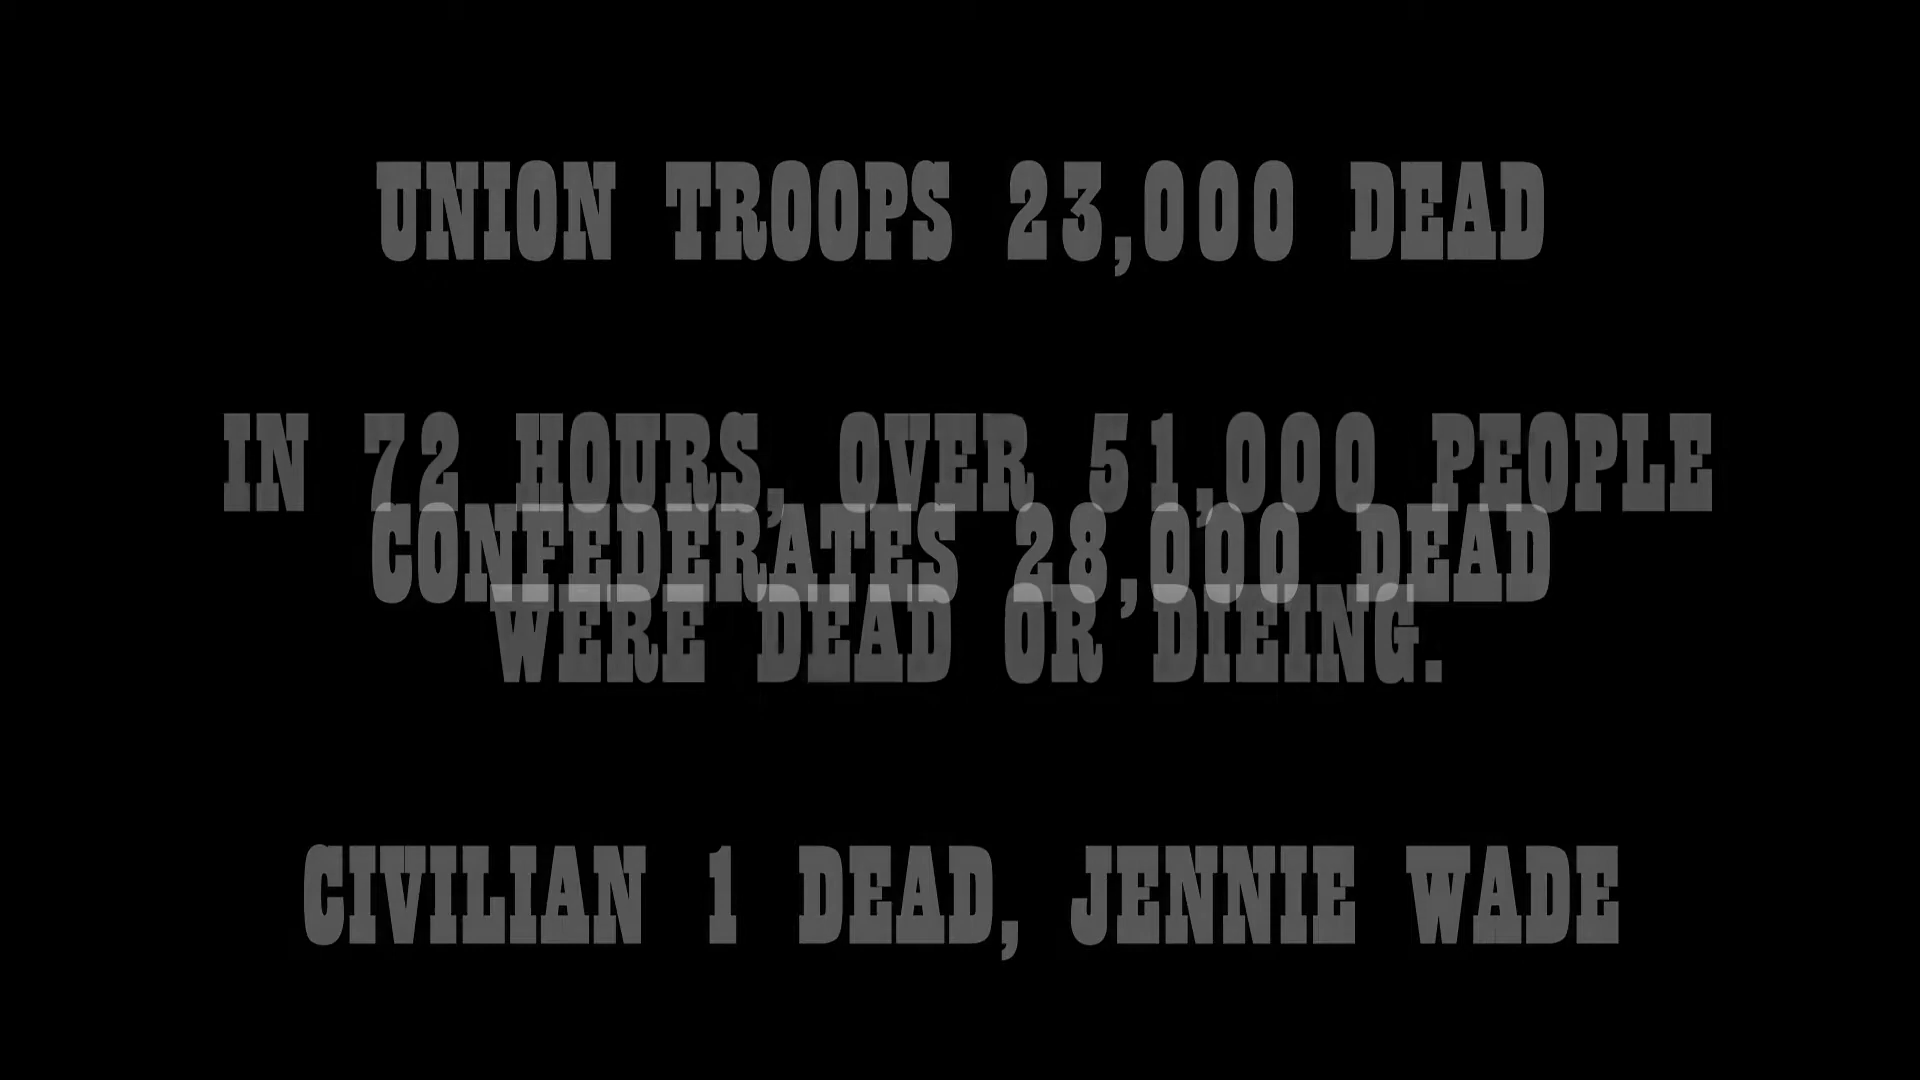 UNION TROOPS 23,000 DEAD
IN 72 HOURS, OVER 51,000 PEOPLE
CONFEDERATES 28,000 DEAD
WERE DEAD OR DIEING.
CIVILIAN 1 DEAD, JENNIE WADE